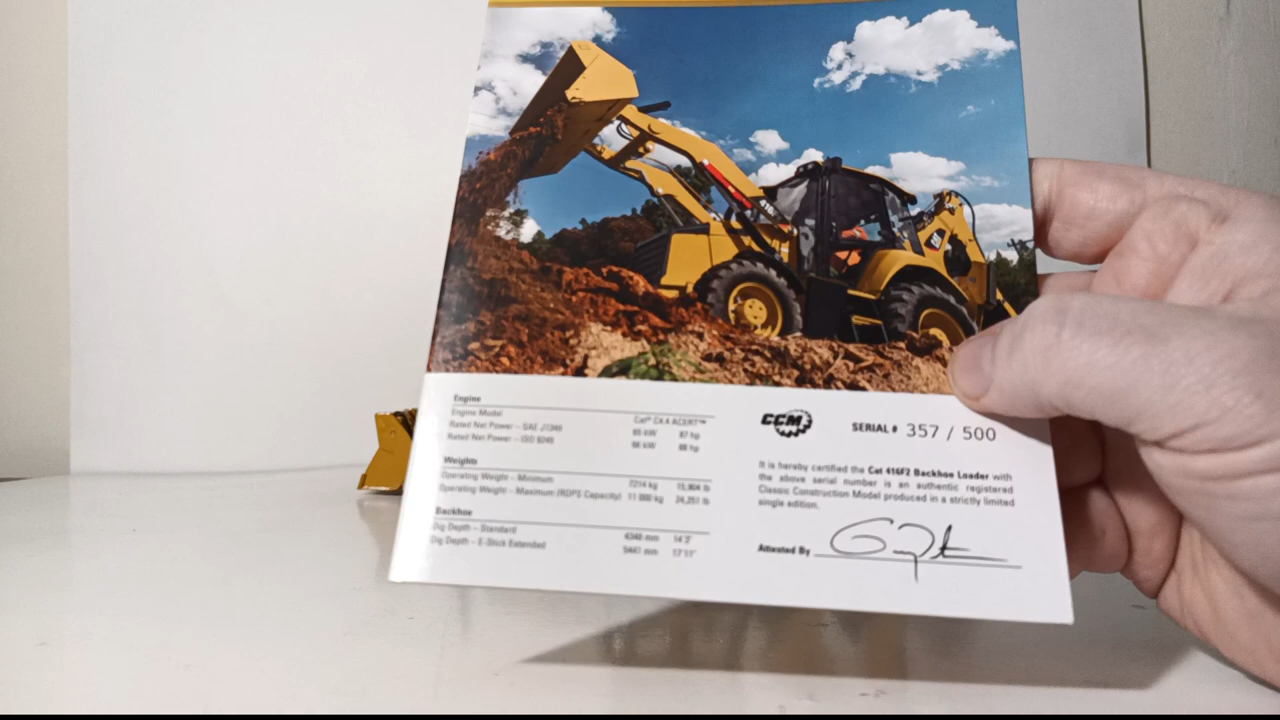 416
CAT
Engine
Engine Model Cat® C4.4 ACERT™
Rated Net Power – SAE J1349 65 kW 87 hp
Rated Net Power – ISO 9249 66 kW 88 hp
Weights
Operating Weight – Minimum 7214 kg 15,904 lb
Operating Weight – Maximum (ROPS Capacity) 11 000 kg 24,251 lb
Backhoe
Dig Depth – Standard 4348 mm 14'3"
Dig Depth – E-Stick Extended 17'11"
CCM
SERIAL # 357 / 500
It is hereby certified the Cat 416F2 Backhoe Loader with
the above serial number is an authentic registered
Classic Construction Model produced in a strictly limited
single edition.
Attested By